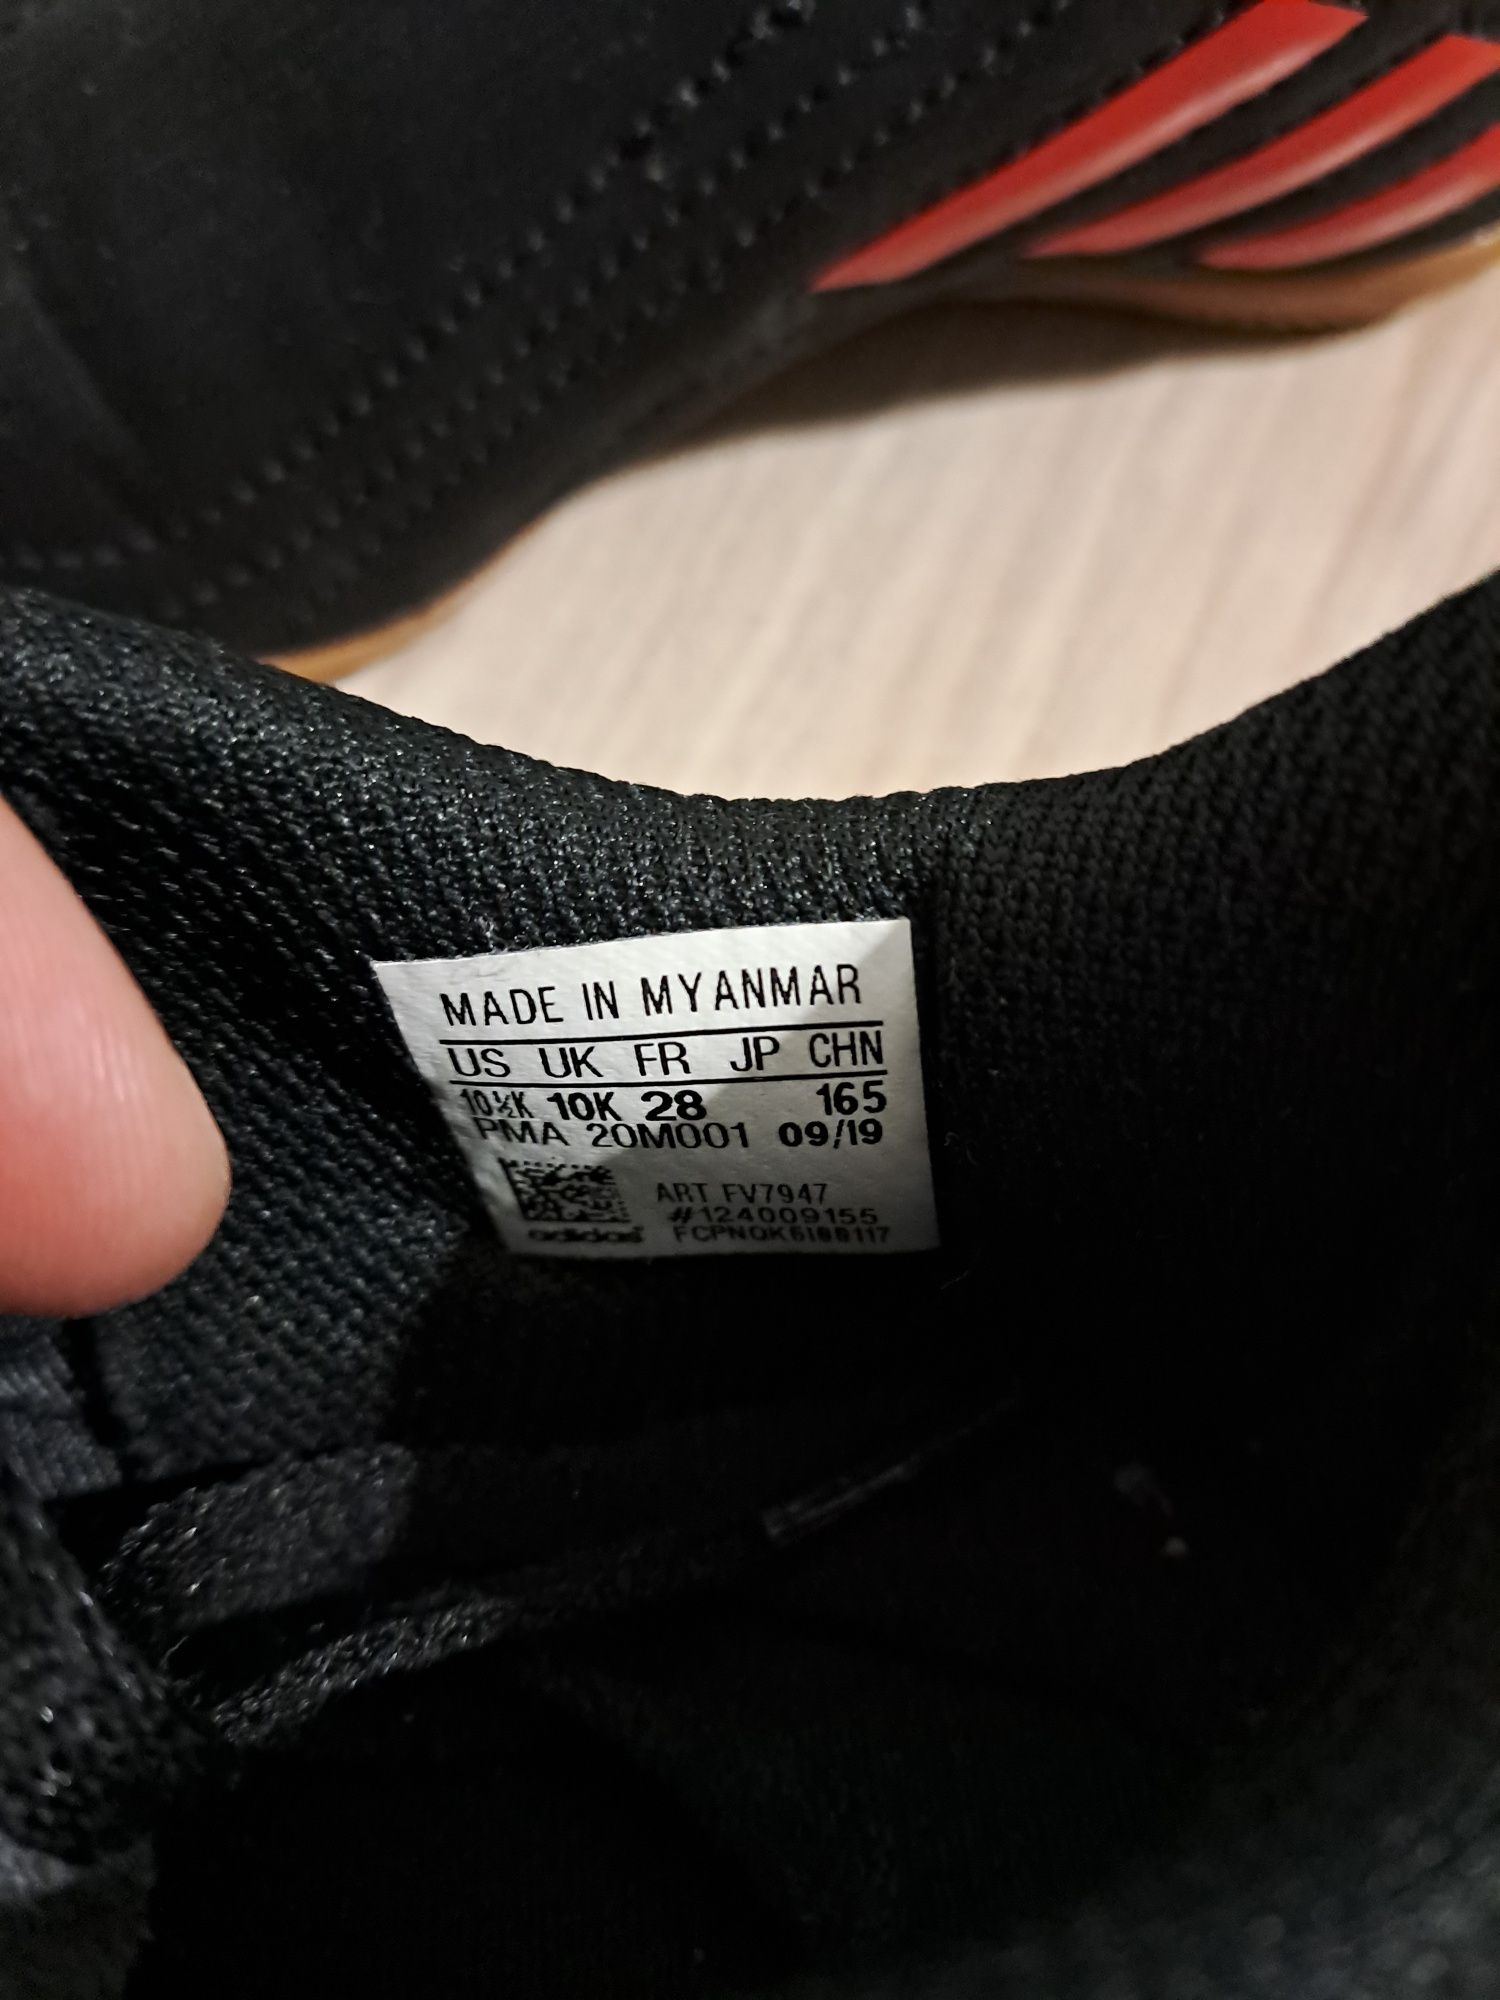 MADE IN MYANMAR
US UK FR JP CHN
10½K 10K 28 165
PMA 20M001 09/19
ART FV7947
#124009155
adidas